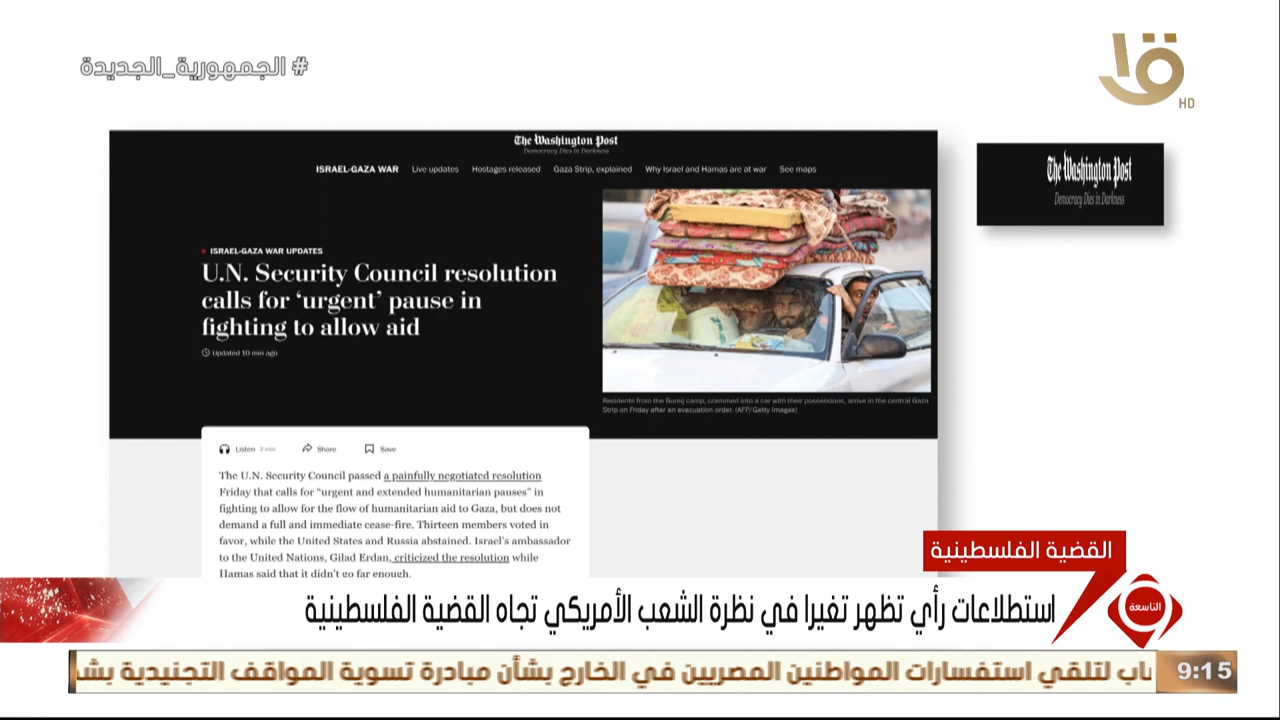 # الجمهورية_الجديدة
HD
The Washington Post
Democracy Dies in Darkness
ISRAEL-GAZA WAR Live updates Hostages released Gaza Strip, explained Why Israel and Hamas are at war See maps
The Washington Post
Democracy Dies in Darkness
ISRAEL-GAZA WAR UPDATES
U.N. Security Council resolution
calls for ‘urgent’ pause in
fighting to allow aid
Updated 10 min ago
Residents from the Bureij camp, crammed into a car with their possessions, arrive in the central Gaza
Strip on Friday after an evacuation order. (AFP/Getty Images)
Listen 2 min Share Save
The U.N. Security Council passed a painfully negotiated resolution
Friday that calls for “urgent and extended humanitarian pauses” in
fighting to allow for the flow of humanitarian aid to Gaza, but does not
demand a full and immediate cease-fire. Thirteen members voted in
favor, while the United States and Russia abstained. Israel’s ambassador
to the United Nations, Gilad Erdan, criticized the resolution while
Hamas said that it didn’t go far enough.
القضية الفلسطينية
التاسعة
استطلاعات رأي تظهر تغيرا في نظرة الشعب الأمريكي تجاه القضية الفلسطينية
لتلقي استفسارات المواطنين المصريين في الخارج بشأن مبادرة تسوية المواقف التجنيدية
9:15